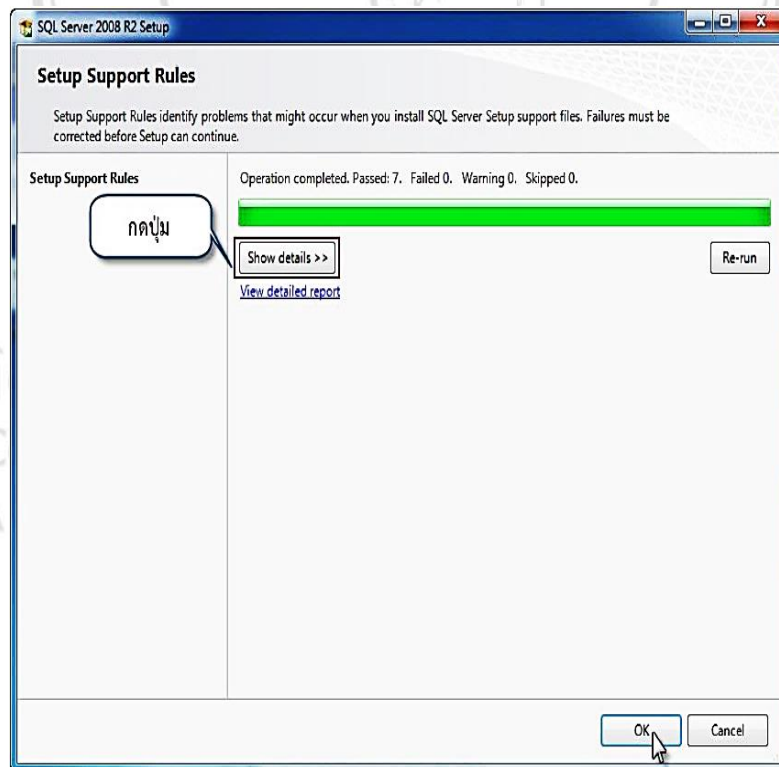 SQL Server 2008 R2 Setup
Setup Support Rules
Setup Support Rules identify problems that might occur when you install SQL Server Setup support files. Failures must be
corrected before Setup can continue.
Setup Support Rules
Operation completed. Passed: 7. Failed 0. Warning 0. Skipped 0.
กดปุ่ม
Show details >>
Re-run
View detailed report
OK
Cancel